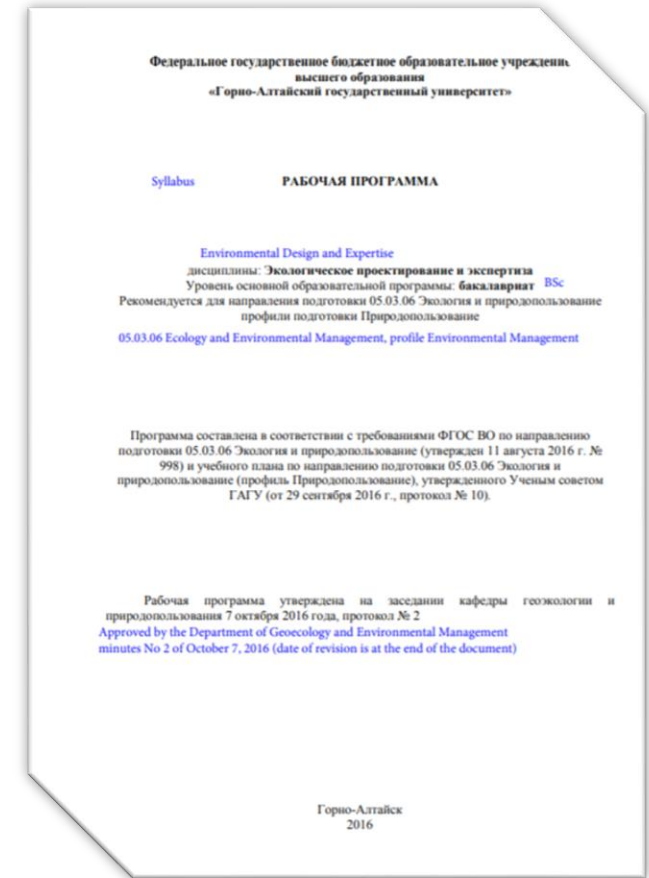 Федеральное государственное бюджетное образовательное учреждение
высшего образования
«Горно-Алтайский государственный университет»
Syllabus РАБОЧАЯ ПРОГРАММА
Environmental Design and Expertise
дисциплины: Экологическое проектирование и экспертиза
Уровень основной образовательной программы: бакалавриат BSc
Рекомендуется для направления подготовки 05.03.06 Экология и природопользование
профили подготовки Природопользование
05.03.06 Ecology and Environmental Management, profile Environmental Management
Программа составлена в соответствии с требованиями ФГОС ВО по направлению
подготовки 05.03.06 Экология и природопользование (утвержден 11 августа 2016 г. №
998) и учебного плана по направлению подготовки 05.03.06 Экология и
природопользование (профиль Природопользование), утвержденного Ученым советом
ГАГУ (от 29 сентября 2016 г., протокол № 10).
Рабочая программа утверждена на заседании кафедры геоэкологии и
природопользования 7 октября 2016 года, протокол № 2
Approved by the Department of Geoecology and Environmental Management
minutes No 2 of October 7, 2016 (date of revision is at the end of the document)
Горно-Алтайск
2016